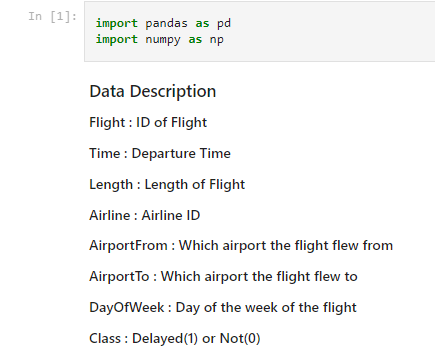 In [1]:
import pandas as pd
import numpy as np
Data Description
Flight : ID of Flight
Time : Departure Time
Length : Length of Flight
Airline : Airline ID
AirportFrom : Which airport the flight flew from
AirportTo : Which airport the flight flew to
DayOfWeek : Day of the week of the flight
Class : Delayed(1) or Not(0)